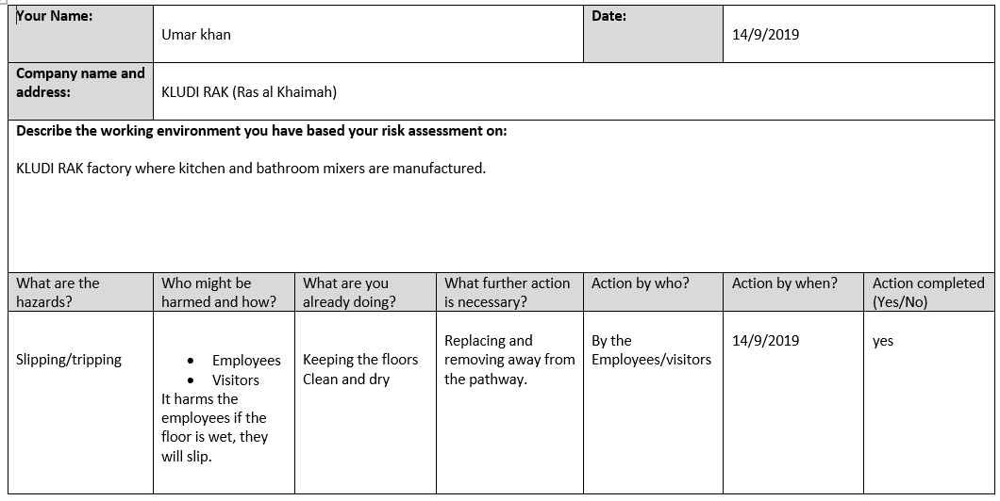 Your Name:
Umar khan
Date:
14/9/2019
Company name and
address:
KLUDI RAK (Ras al Khaimah)
Describe the working environment you have based your risk assessment on:
KLUDI RAK factory where kitchen and bathroom mixers are manufactured.
What are the
hazards?
Who might be
harmed and how?
What are you
already doing?
What further action
is necessary?
Action by who?
Action by when?
Action completed
(Yes/No)
Slipping/tripping
• Employees
• Visitors
It harms the
employees if the
floor is wet, they
will slip.
Keeping the floors
Clean and dry
Replacing and
removing away from
the pathway.
By the
Employees/visitors
14/9/2019
yes